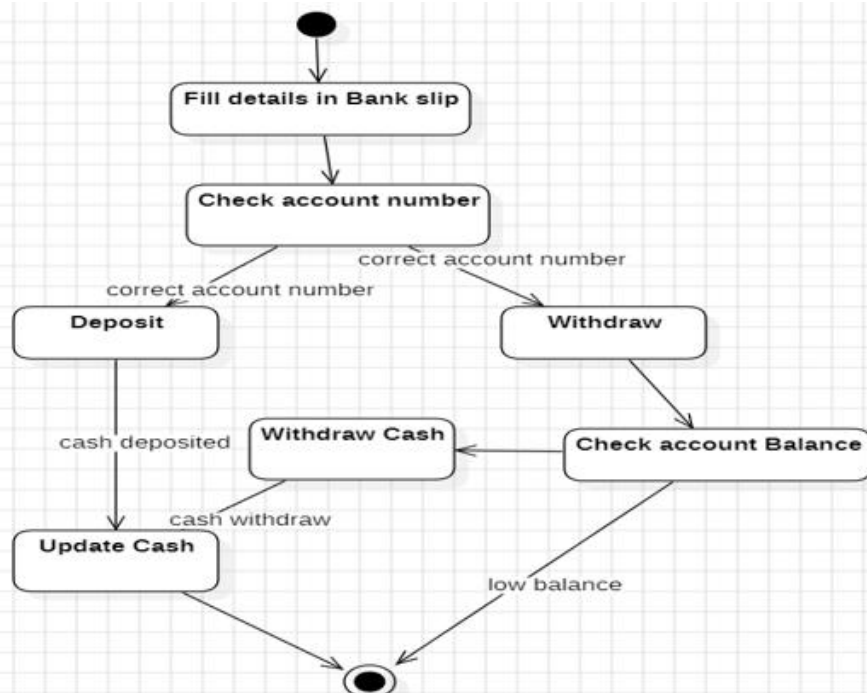 Fill details in Bank slip
Check account number
correct account number
correct account number
Deposit
Withdraw
cash deposited
Withdraw Cash
Check account Balance
cash withdraw
Update Cash
low balance